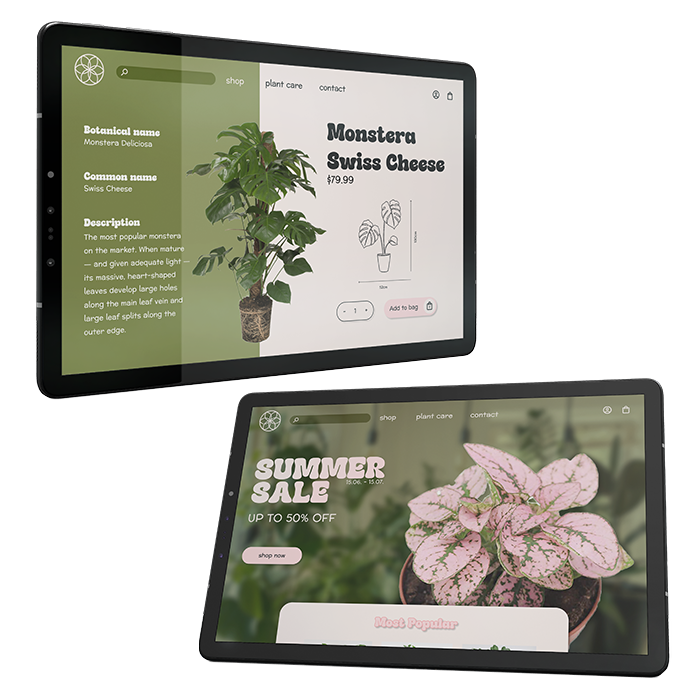 shop
plant care
contact
Botanical name
Monstera Deliciosa
Common name
Swiss Cheese
Description
The most popular monstera
on the market. When mature
— and given adequate light —
its massive, heart-shaped
leaves develop large holes
along the main leaf vein and
large leaf splits along the
outer edge.
Monstera
Swiss Cheese
$79.99
- 1 +
Add to bag
shop
plant care
contact
SUMMER
SALE
15.06. - 15.07.
UP TO 50% OFF
shop now
Most Popular